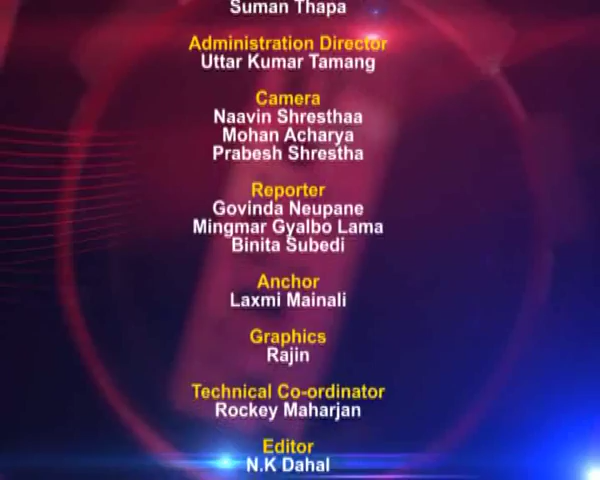 Suman Thapa
Administration Director
Uttar Kumar Tamang
Camera
Naavin Shresthaa
Mohan Acharya
Prabesh Shrestha
Reporter
Govinda Neupane
Mingmar Gyalbo Lama
Binita Subedi
Anchor
Laxmi Mainali
Graphics
Rajin
Technical Co-ordinator
Rockey Maharjan
Editor
N.K Dahal